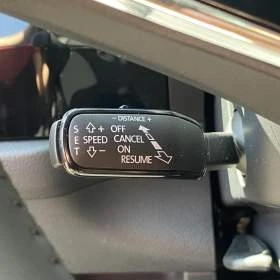 - DISTANCE +
S ⇧+ OFF
E SPEED CANCEL
T ⇩- ON
RESUME